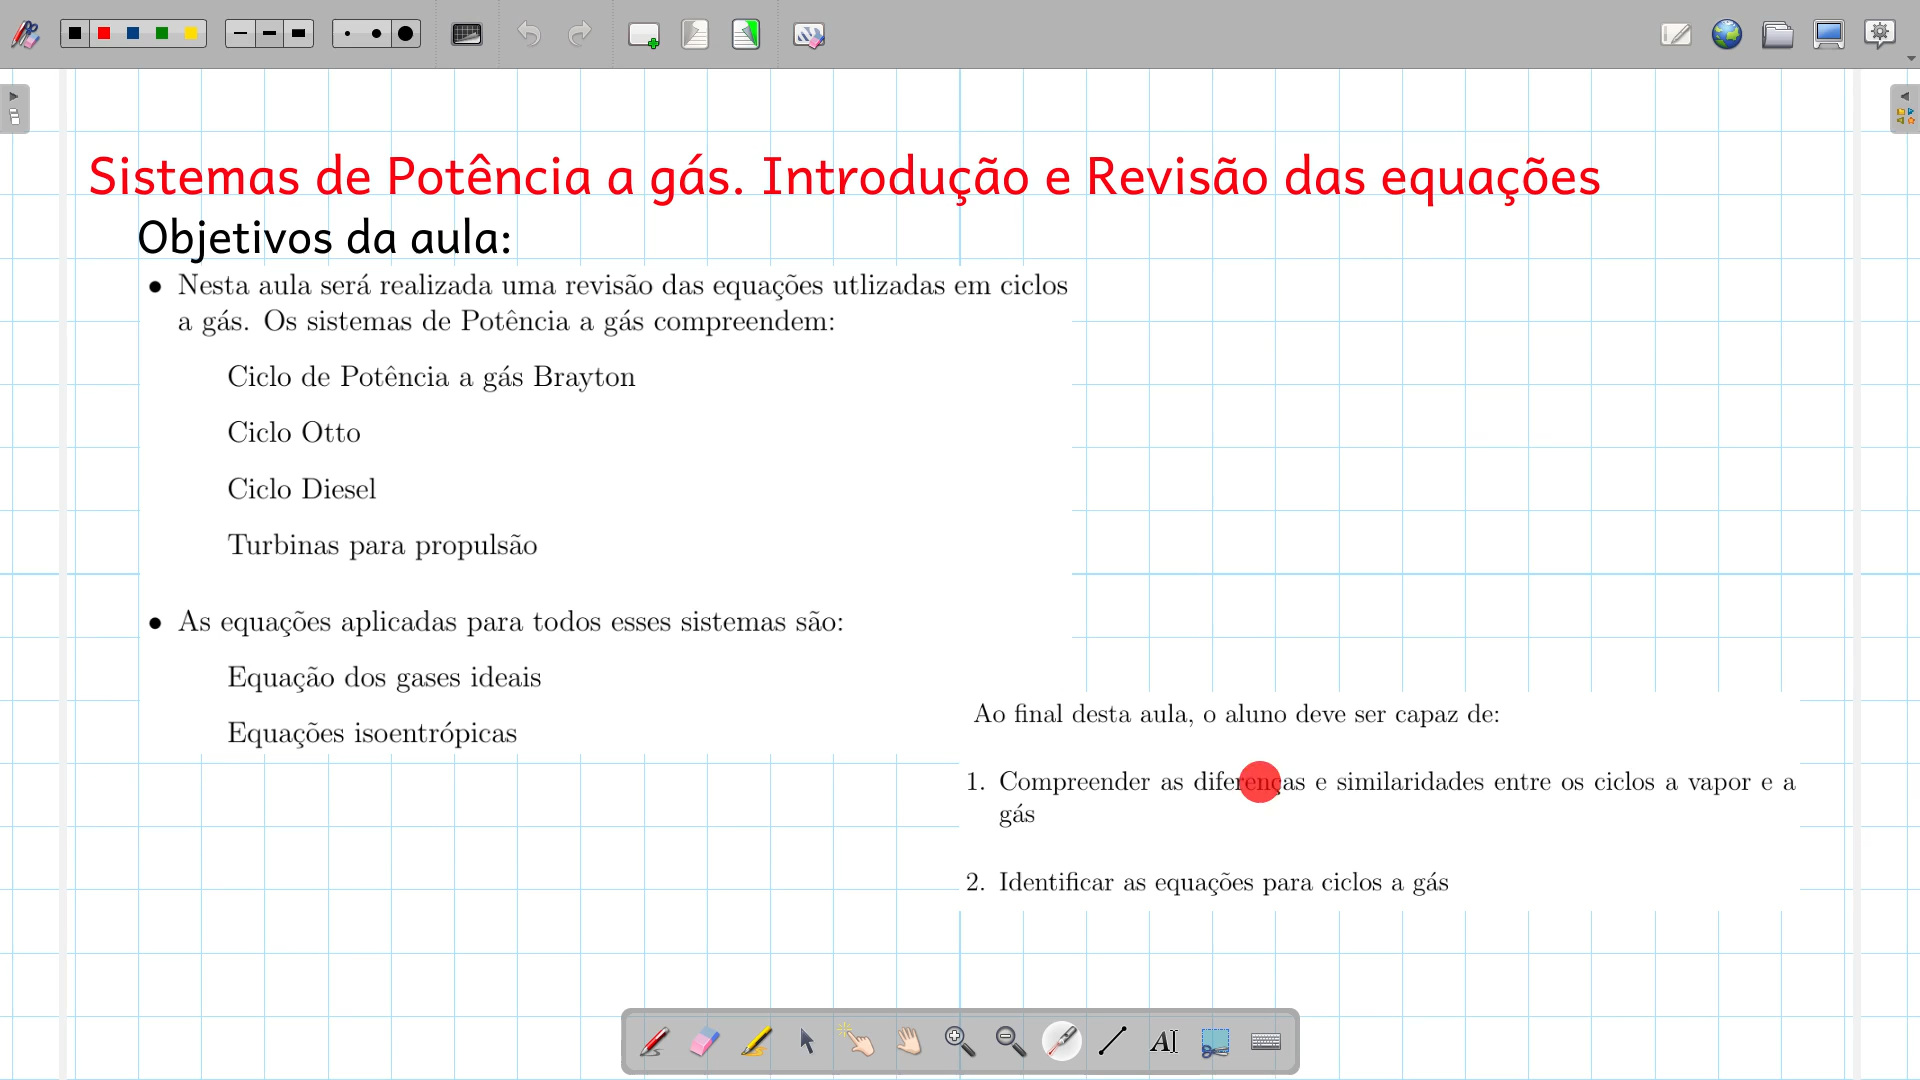 Sistemas de Potência a gás. Introdução e Revisão das equações
Objetivos da aula:
• Nesta aula será realizada uma revisão das equações utlizadas em ciclos
a gás. Os sistemas de Potência a gás compreendem:
Ciclo de Potência a gás Brayton
Ciclo Otto
Ciclo Diesel
Turbinas para propulsão
• As equações aplicadas para todos esses sistemas são:
Equação dos gases ideais
Equações isoentrópicas
Ao final desta aula, o aluno deve ser capaz de:
1. Compreender as diferenças e similaridades entre os ciclos a vapor e a
gás
2. Identificar as equações para ciclos a gás